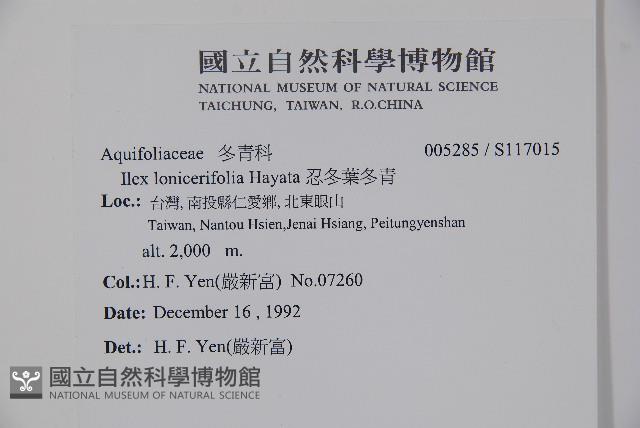 國立自然科學博物館
NATIONAL MUSEUM OF NATURAL SCIENCE
TAICHUNG, TAIWAN, R.O.CHINA
Aquifoliaceae 冬青科 005285 / S117015
Ilex lonicerifolia Hayata 忍冬葉冬青
Loc.: 台灣, 南投縣仁愛鄉, 北東眼山
Taiwan, Nantou Hsien,Jenai Hsiang, Peitungyenshan
alt. 2,000 m.
Col.: H. F. Yen(嚴新富) No.07260
Date: December 16 , 1992
Det.: H. F. Yen(嚴新富)
國立自然科學博物館
NATIONAL MUSEUM OF NATURAL SCIENCE